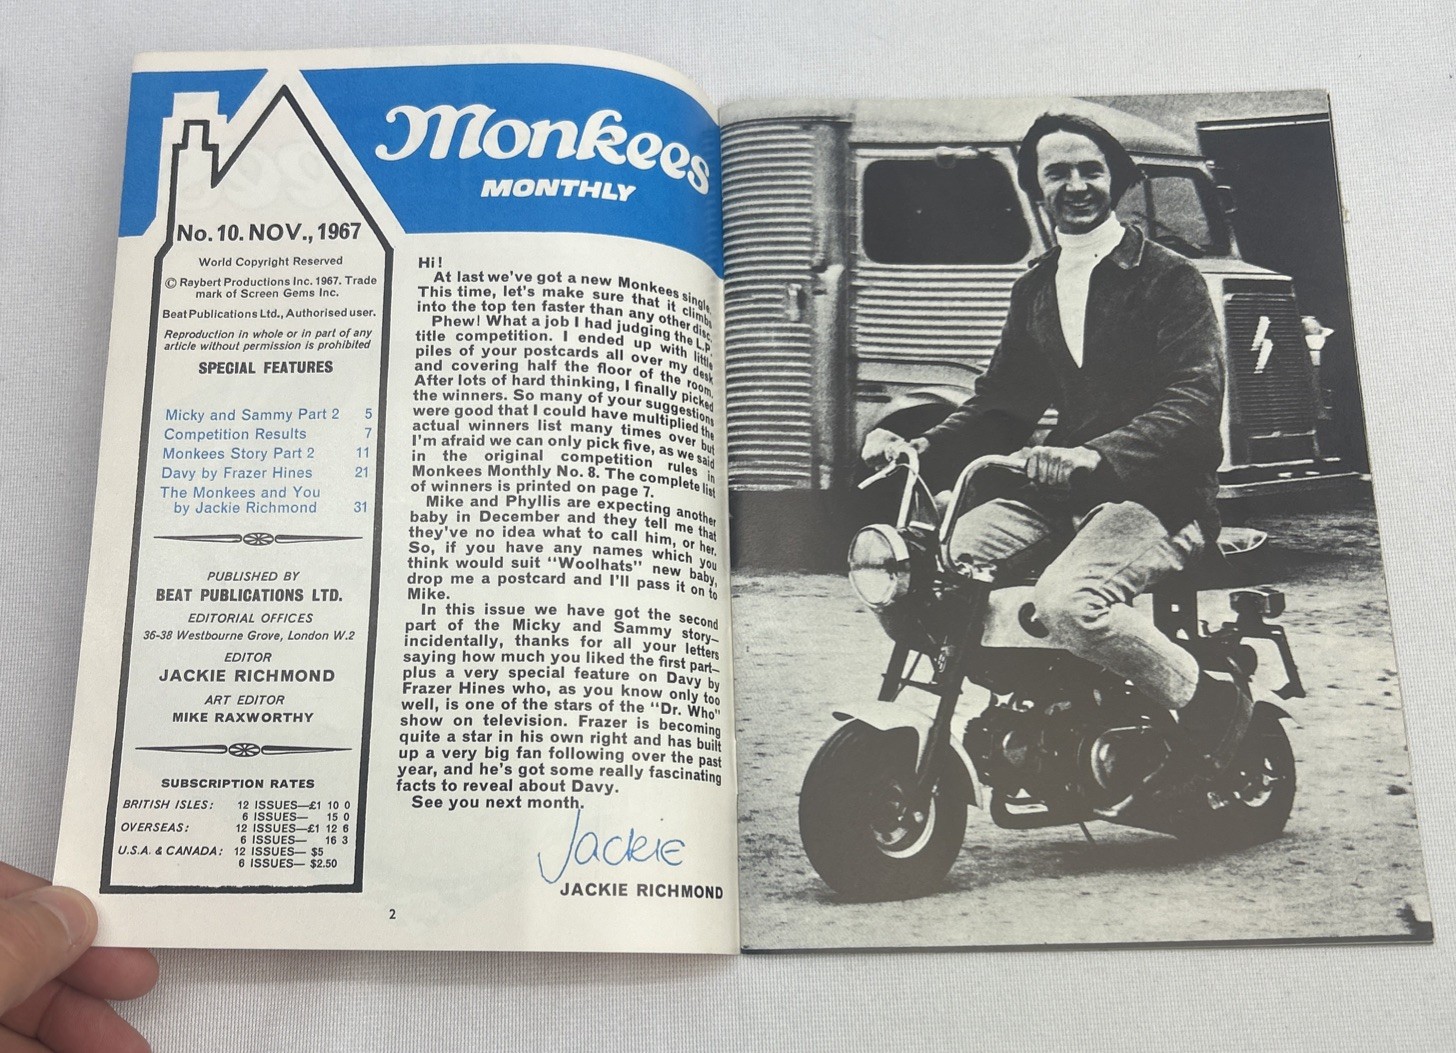 Monkees
MONTHLY
No. 10. NOV., 1967
World Copyright Reserved
© Raybert Productions Inc. 1967. Trade
mark of Screen Gems Inc.
Beat Publications Ltd., Authorised user.
Reproduction in whole or in part of any
article without permission is prohibited
SPECIAL FEATURES
Micky and Sammy Part 2 5
Competition Results 7
Monkees Story Part 2 11
Davy by Frazer Hines 21
The Monkees and You
by Jackie Richmond 31
PUBLISHED BY
BEAT PUBLICATIONS LTD.
EDITORIAL OFFICES
36-38 Westbourne Grove, London W.2
EDITOR
JACKIE RICHMOND
ART EDITOR
MIKE RAXWORTHY
SUBSCRIPTION RATES
BRITISH ISLES: 12 ISSUES—£1 10 0
6 ISSUES— 15 0
OVERSEAS: 12 ISSUES—£1 12 6
6 ISSUES— 16 3
U.S.A. & CANADA: 12 ISSUES— $5
6 ISSUES— $2.50
Hi!
At last we've got a new Monkees single.
This time, let's make sure that it climbs
into the top ten faster than any other disc.
Phew! What a job I had judging the L.P.
title competition. I ended up with little
piles of your postcards all over my desk
and covering half the floor of the room.
After lots of hard thinking, I finally picked
the winners. So many of your suggestions
were good that I could have multiplied the
actual winners list many times over but
I'm afraid we can only pick five, as we said
in the original competition rules in
Monkees Monthly No. 8. The complete list
of winners is printed on page 7.
Mike and Phyllis are expecting another
baby in December and they tell me that
they've no idea what to call him, or her.
So, if you have any names which you
think would suit "Woolhats" new baby,
drop me a postcard and I'll pass it on to
Mike.
In this issue we have got the second
part of the Micky and Sammy story—
incidentally, thanks for all your letters
saying how much you liked the first part—
plus a very special feature on Davy by
Frazer Hines who, as you know only too
well, is one of the stars of the "Dr. Who"
show on television. Frazer is becoming
quite a star in his own right and has built
up a very big fan following over the past
year, and he's got some really fascinating
facts to reveal about Davy.
See you next month.
Jackie
JACKIE RICHMOND
2